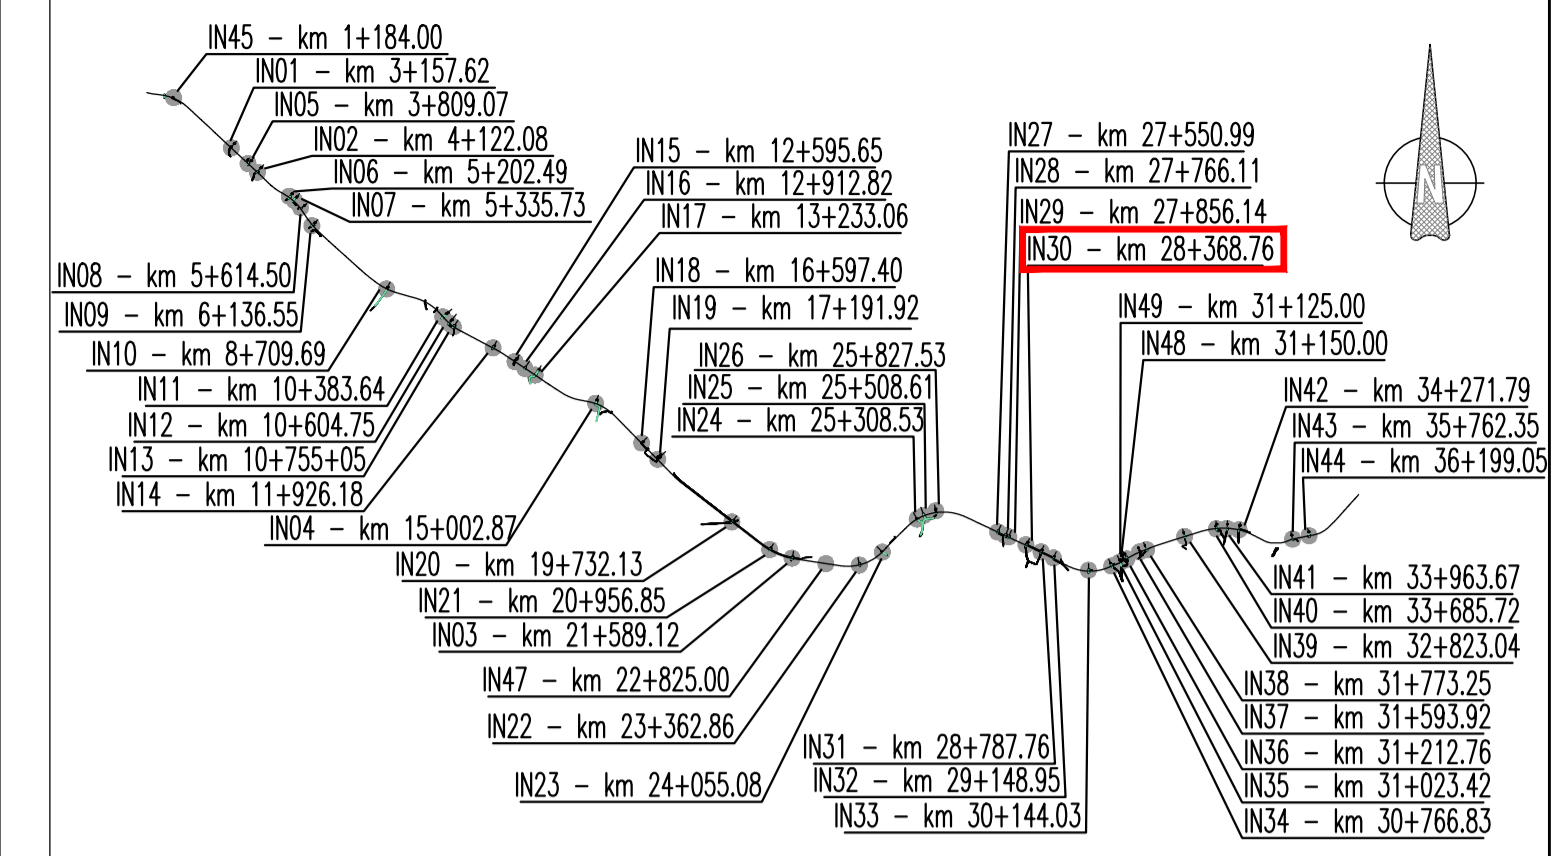 IN45 – km 1+184.00
IN01 – km 3+157.62
IN05 – km 3+809.07
IN02 – km 4+122.08
IN06 – km 5+202.49
IN07 – km 5+335.73
IN08 – km 5+614.50
IN09 – km 6+136.55
IN10 – km 8+709.69
IN11 – km 10+383.64
IN12 – km 10+604.75
IN13 – km 10+755+05
IN14 – km 11+926.18
IN04 – km 15+002.87
IN15 – km 12+595.65
IN16 – km 12+912.82
IN17 – km 13+233.06
IN18 – km 16+597.40
IN19 – km 17+191.92
IN26 – km 25+827.53
IN25 – km 25+508.61
IN24 – km 25+308.53
IN20 – km 19+732.13
IN21 – km 20+956.85
IN03 – km 21+589.12
IN47 – km 22+825.00
IN22 – km 23+362.86
IN23 – km 24+055.08
IN27 – km 27+550.99
IN28 – km 27+766.11
IN29 – km 27+856.14
IN30 – km 28+368.76
IN49 – km 31+125.00
IN48 – km 31+150.00
IN42 – km 34+271.79
IN43 – km 35+762.35
IN44 – km 36+199.05
IN31 – km 28+787.76
IN32 – km 29+148.95
IN33 – km 30+144.03
IN41 – km 33+963.67
IN40 – km 33+685.72
IN39 – km 32+823.04
IN38 – km 31+773.25
IN37 – km 31+593.92
IN36 – km 31+212.76
IN35 – km 31+023.42
IN34 – km 30+766.83
N